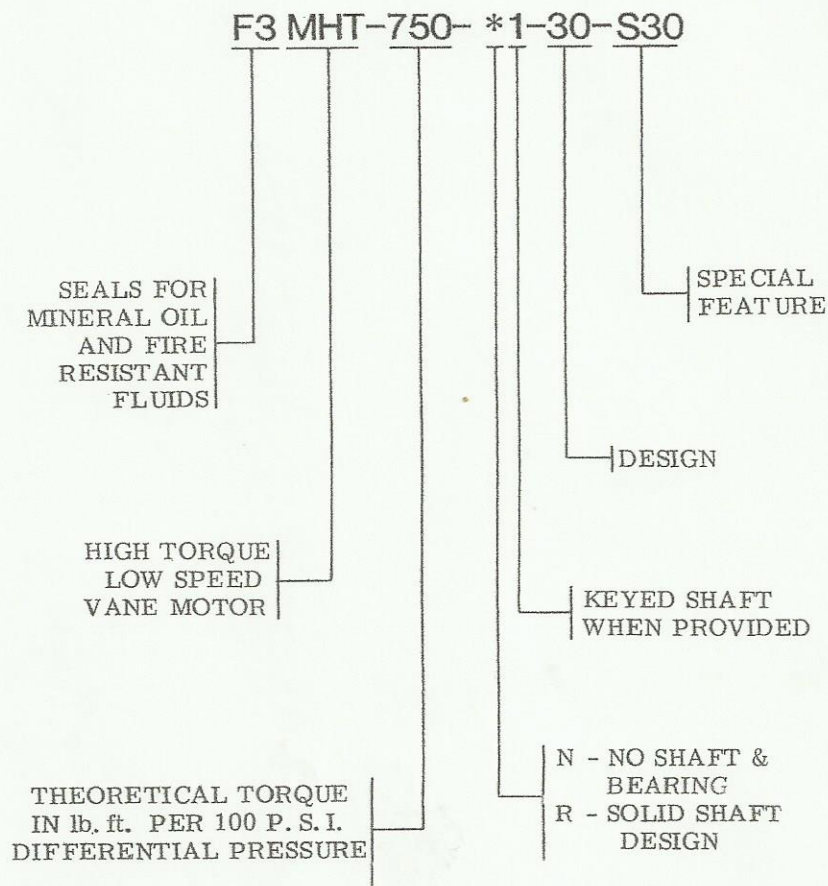 F3 MHT-750-*1-30-S30
SPECIAL
FEATURE
SEALS FOR
MINERAL OIL
AND FIRE
RESISTANT
FLUIDS
DESIGN
HIGH TORQUE
LOW SPEED
VANE MOTOR
KEYED SHAFT
WHEN PROVIDED
N - NO SHAFT &
BEARING
R - SOLID SHAFT
DESIGN
THEORETICAL TORQUE
IN lb. ft. PER 100 P. S. I.
DIFFERENTIAL PRESSURE